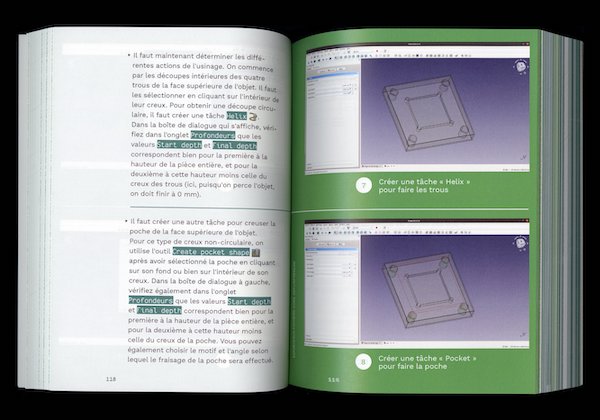 • Il faut maintenant déterminer les diffé-
rentes actions de l'usinage. On commence
par les découpes intérieures des quatre
trous de la face supérieure de l'objet. Il faut
les sélectionner en cliquant sur l'intérieur de
leur creux. Pour obtenir une découpe circu-
laire, il faut créer une tâche Helix
Dans la boîte de dialogue qui s'affiche, véri-
fiez dans l'onglet Profondeurs que les
valeurs Start depth et Final depth
correspondent bien pour la première à la
hauteur de la pièce entière, et pour la
deuxième à cette hauteur moins celle du
creux des trous (ici, puisqu'on perce l'objet,
on doit finir à 0 mm).
• Il faut créer une autre tâche pour creuser la
poche de la face supérieure de l'objet.
Pour ce type de creux non-circulaire, on
utilise l'outil Create pocket shape
après avoir sélectionné la poche en cliquant
sur son fond ou bien sur l'intérieur de son
creux. Dans la boîte de dialogue à gauche,
vérifiez également dans l'onglet
Profondeurs que les valeurs Start depth
et Final depth correspondent bien pour la
première à la hauteur de la pièce entière, et
pour la deuxième à cette hauteur moins
celle du creux de la poche. Vous pouvez
également choisir le motif et l'angle selon
lequel le fraisage de la poche sera effectué.
118
7 Créer une tâche « Helix »
pour faire les trous
8 Créer une tâche « Pocket »
pour faire la poche